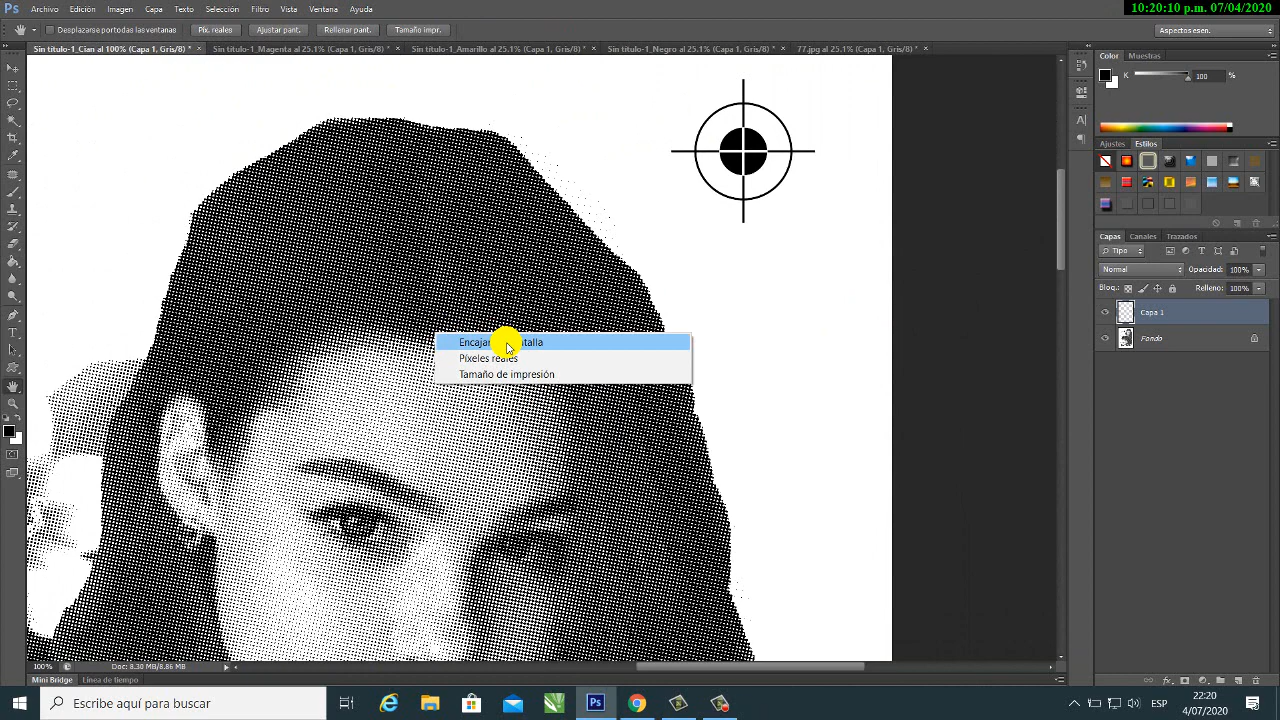 10:20:10 p.m. 07/04/2020
Ps Archivo Edición Imagen Capa Texto Selección Filtro Vista Ventana Ayuda
Desplazarse por todas las ventanas Píx. reales Ajustar pant. Rellenar pant. Tamaño impr. Aspectos esen.
Sin título-1_Cian al 100% (Capa 1, Gris/8) * × Sin título-1_Magenta al 25.1% (Capa 1, Gris/8) * × Sin título-1_Amarillo al 25.1% (Capa 1, Gris/8) * × Sin título-1_Negro al 25.1% (Capa 1, Gris/8) * × 77.jpg al 25.1% (Capa 1, Gris/8) * ×
Color Muestras
K 100 %
Ajustes Estilos
Capas Canales Trazados
Tipo
Normal Opacidad: 100%
Bloq.: Relleno: 100%
Capa 1
Fondo
Píxeles reales
Tamaño de impresión
100% Doc: 8.30 MB/8.86 MB
Mini Bridge Línea de tiempo
Escribe aquí para buscar
Ps
ESP
22:20
4/07/2020